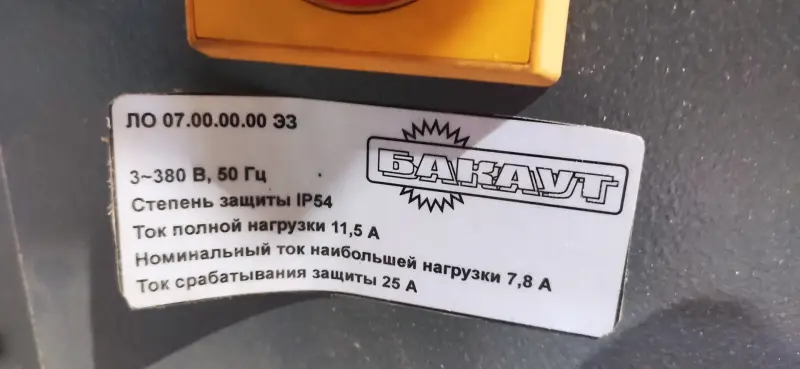 ЛО 07.00.00.00 ЭЗ
БАКАУТ
3~380 В, 50 Гц
Степень защиты IP54
Ток полной нагрузки 11,5 А
Номинальный ток наибольшей нагрузки 7,8 А
Ток срабатывания защиты 25 А